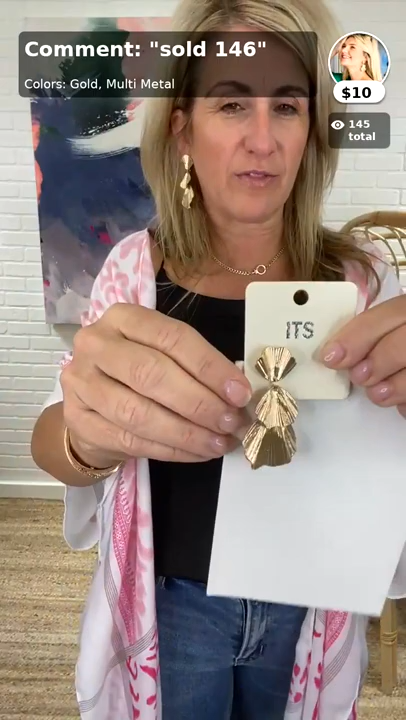 Comment: "sold 146"
Colors: Gold, Multi Metal
$10
145
total
ITS